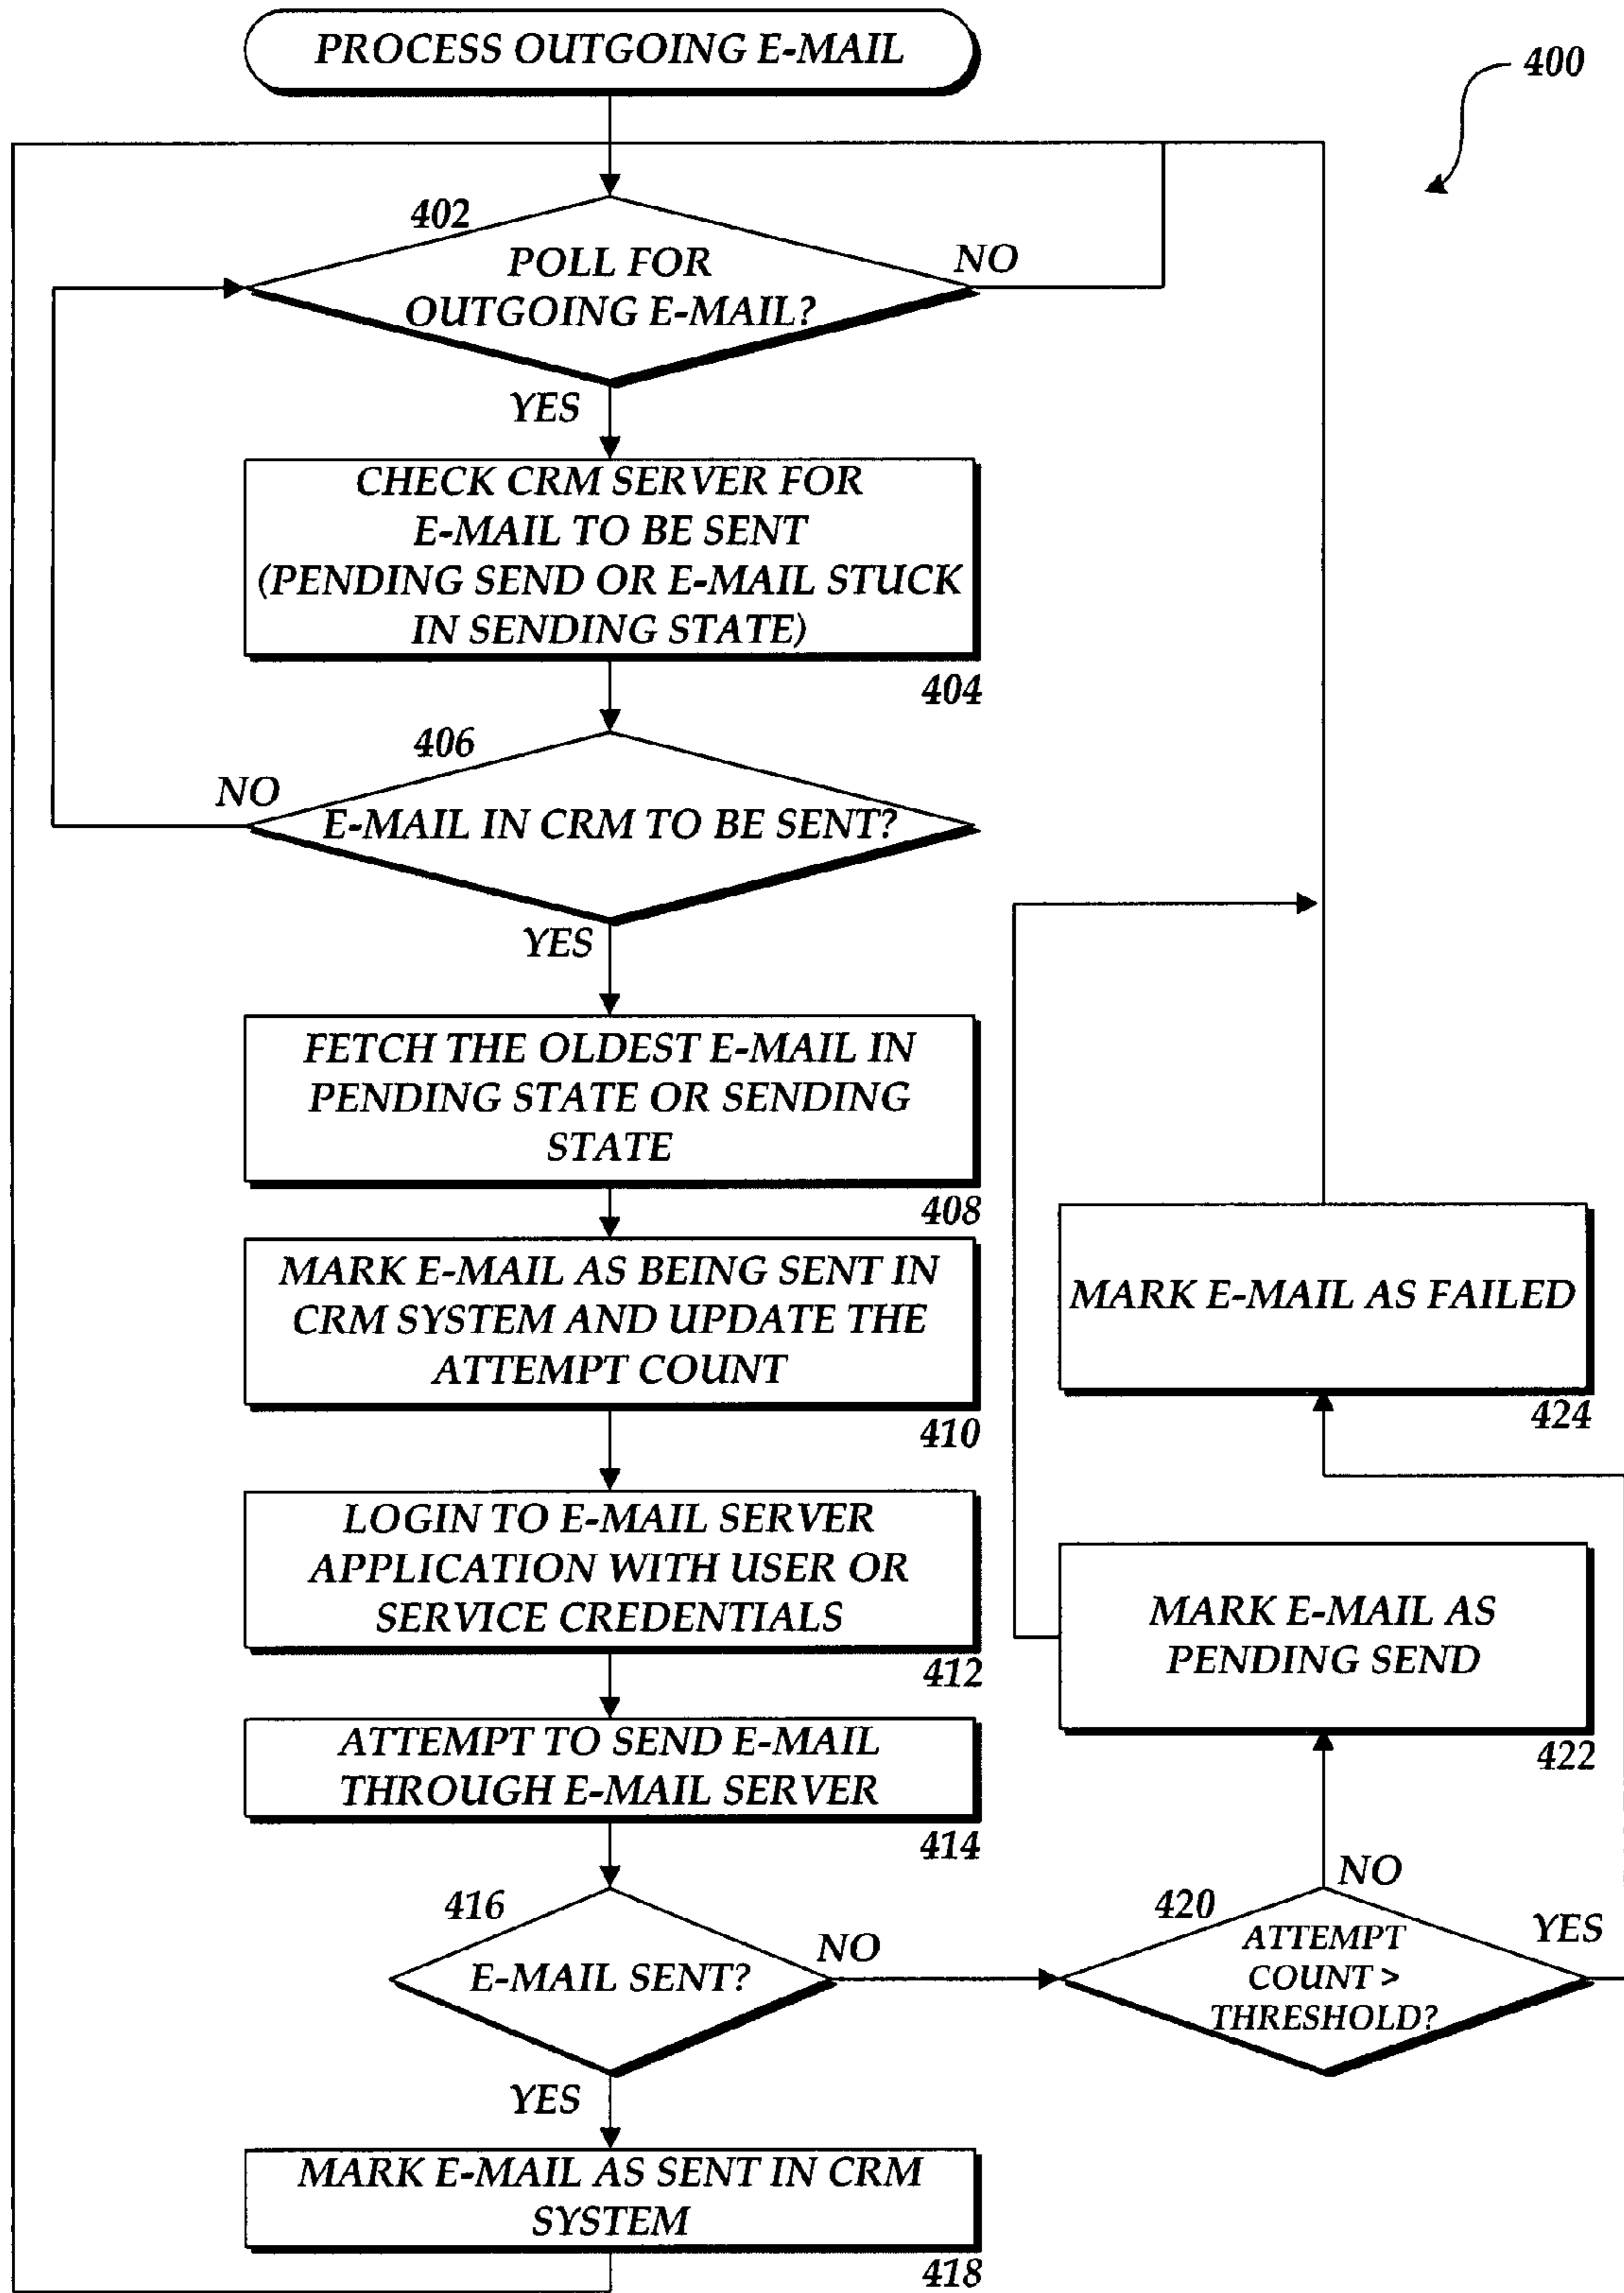 PROCESS OUTGOING E-MAIL
400
402
POLL FOR
OUTGOING E-MAIL?
NO
YES
CHECK CRM SERVER FOR
E-MAIL TO BE SENT
(PENDING SEND OR E-MAIL STUCK
IN SENDING STATE)
404
406
NO
E-MAIL IN CRM TO BE SENT?
YES
FETCH THE OLDEST E-MAIL IN
PENDING STATE OR SENDING
STATE
408
MARK E-MAIL AS BEING SENT IN
CRM SYSTEM AND UPDATE THE
ATTEMPT COUNT
410
LOGIN TO E-MAIL SERVER
APPLICATION WITH USER OR
SERVICE CREDENTIALS
412
ATTEMPT TO SEND E-MAIL
THROUGH E-MAIL SERVER
414
416
E-MAIL SENT?
NO
YES
MARK E-MAIL AS SENT IN CRM
SYSTEM
418
420
ATTEMPT
COUNT >
THRESHOLD?
NO
YES
MARK E-MAIL AS
PENDING SEND
422
MARK E-MAIL AS FAILED
424